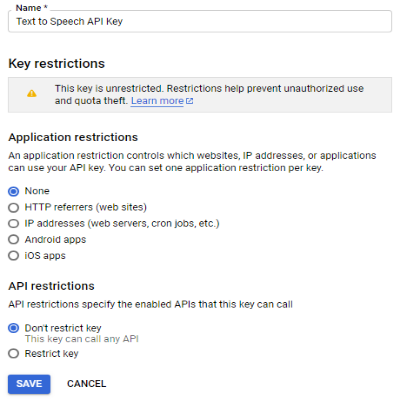 Name *
Text to Speech API Key
Key restrictions
This key is unrestricted. Restrictions help prevent unauthorized use
and quota theft. Learn more
Application restrictions
An application restriction controls which websites, IP addresses, or applications
can use your API key. You can set one application restriction per key.
None
HTTP referrers (web sites)
IP addresses (web servers, cron jobs, etc.)
Android apps
iOS apps
API restrictions
API restrictions specify the enabled APIs that this key can call
Don't restrict key
This key can call any API
Restrict key
SAVE CANCEL